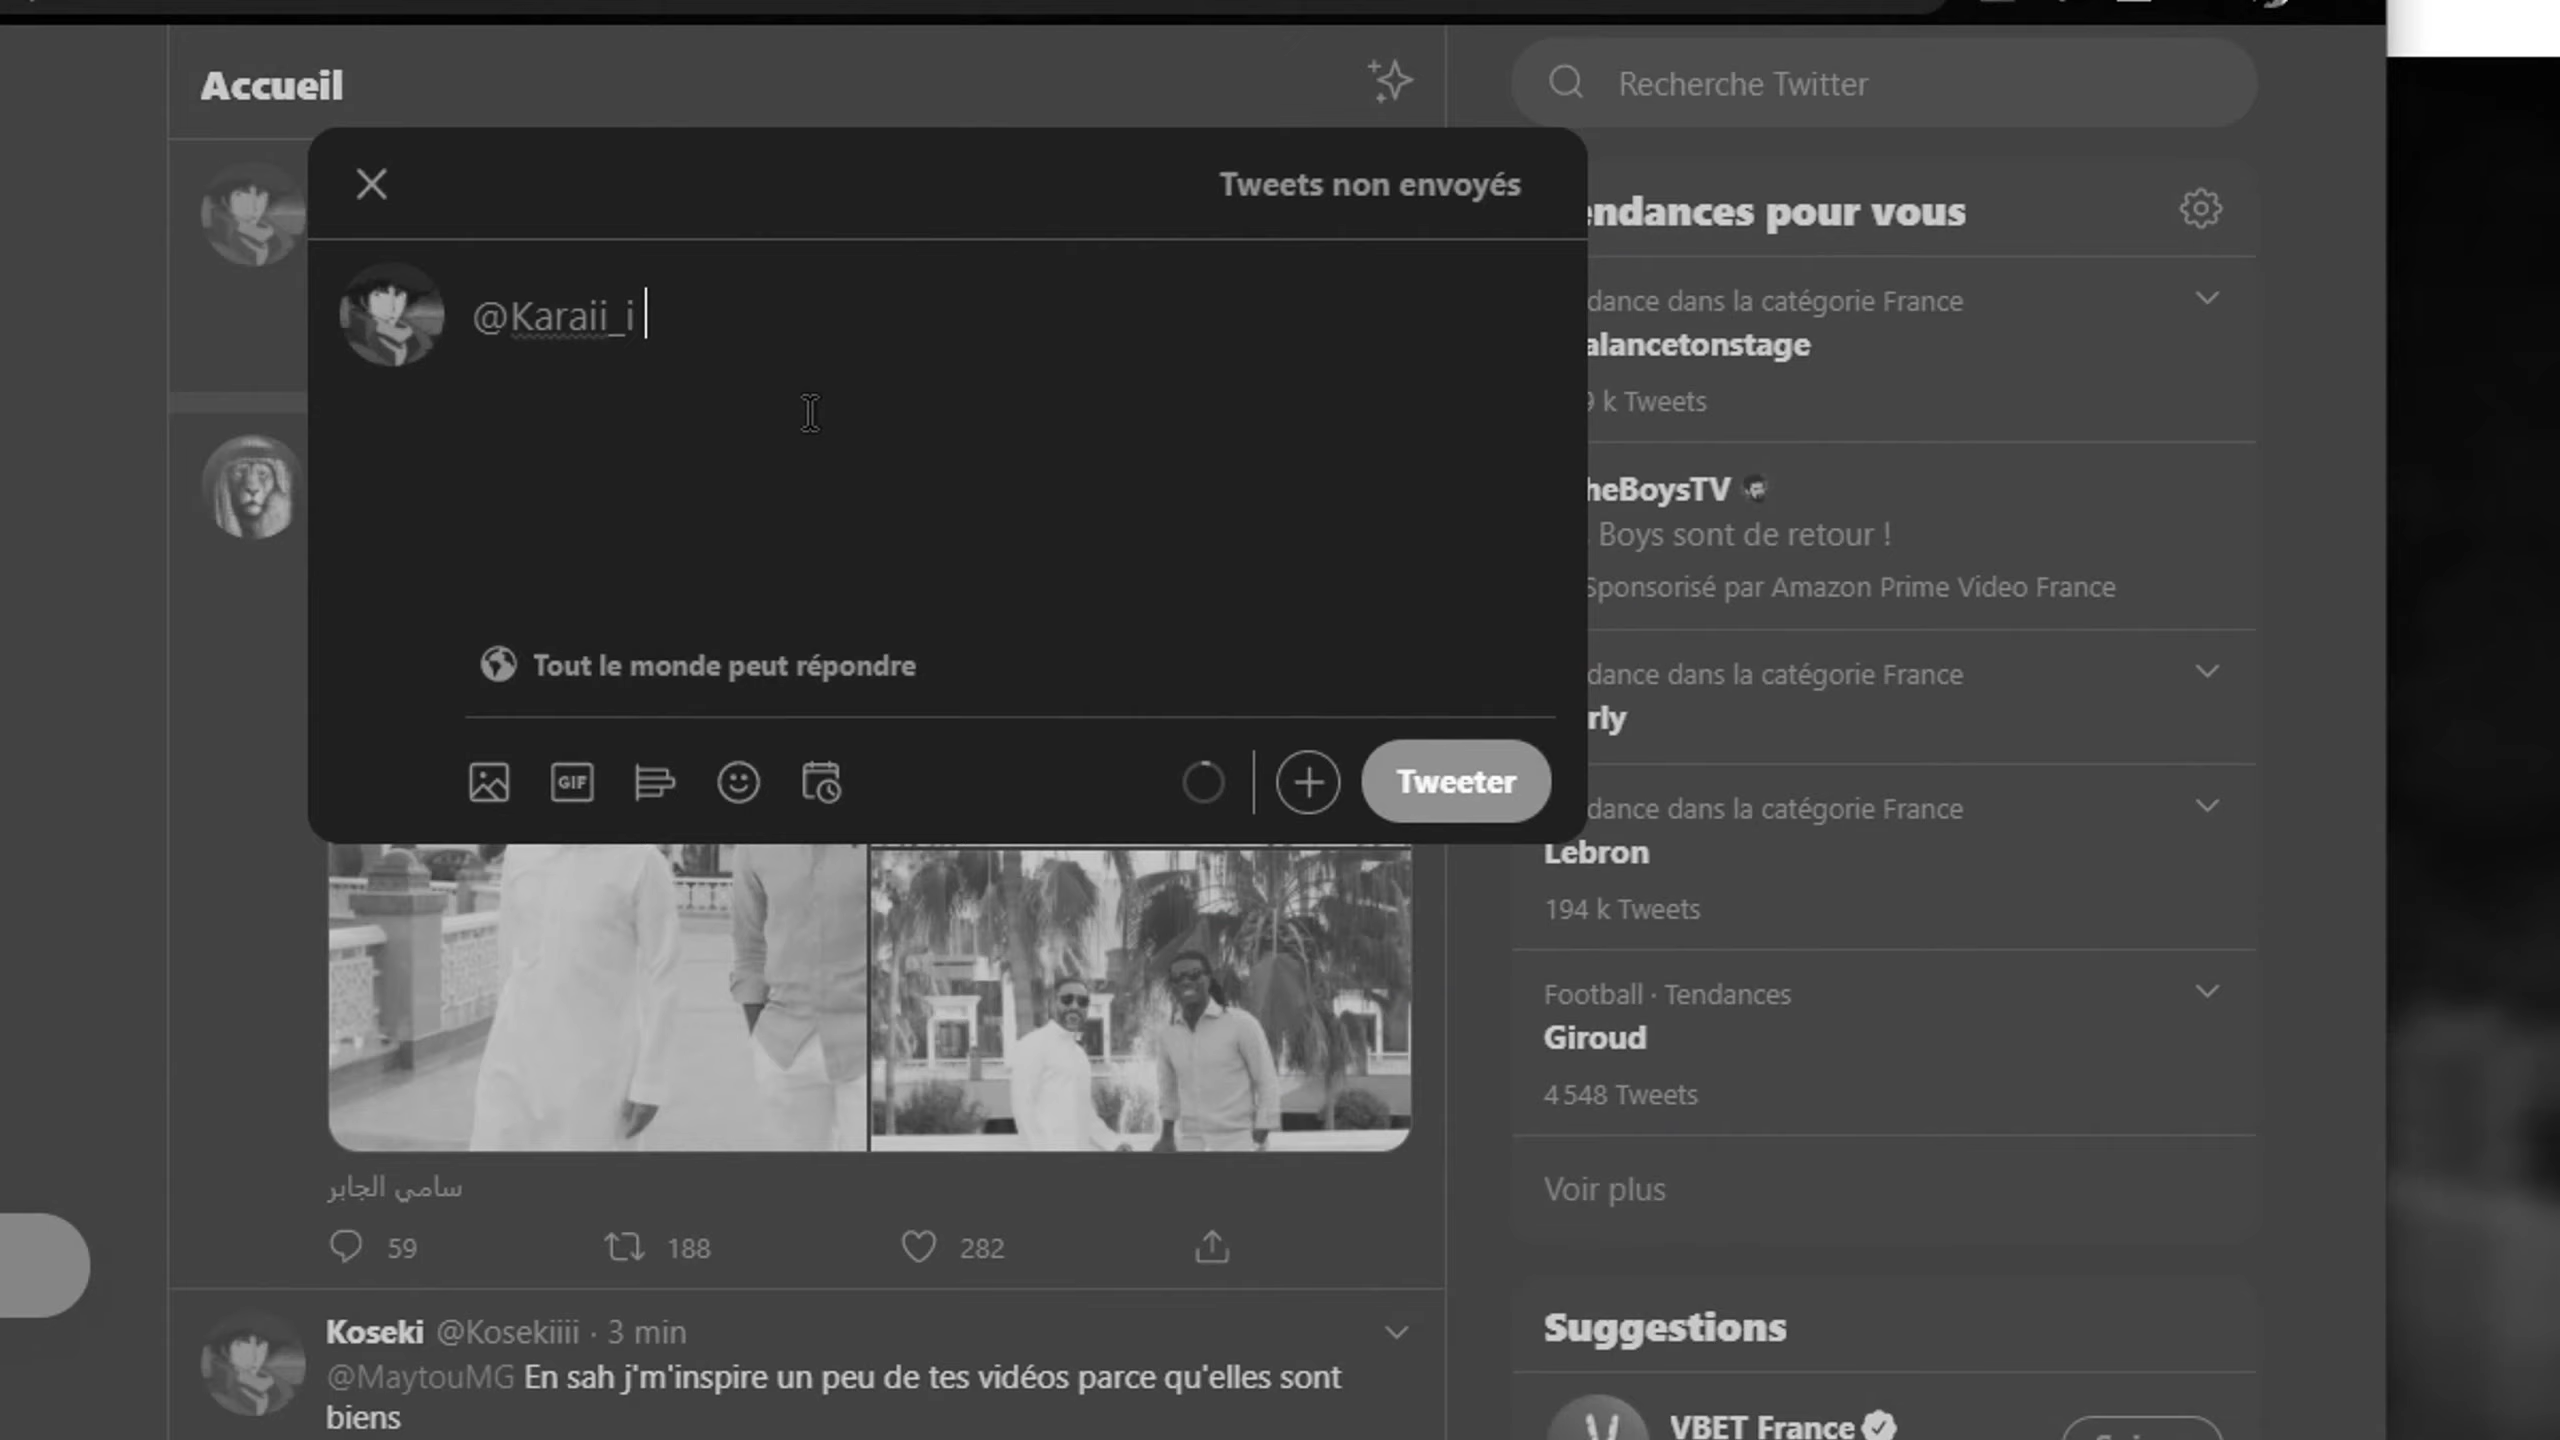 Accueil
Recherche Twitter
Tweets non envoyés
@Karaii_i
Tout le monde peut répondre
GIF
Tweeter
endances pour vous
dance dans la catégorie France
alancetonstage
9 k Tweets
heBoysTV
Boys sont de retour !
Sponsorisé par Amazon Prime Video France
dance dans la catégorie France
rly
dance dans la catégorie France
Lebron
194 k Tweets
Football · Tendances
Giroud
4 548 Tweets
Voir plus
سامي الجابر
59 188 282
Koseki @Kosekiiii · 3 min
@MaytouMG En sah j'm'inspire un peu de tes vidéos parce qu'elles sont
biens
Suggestions
VBET France